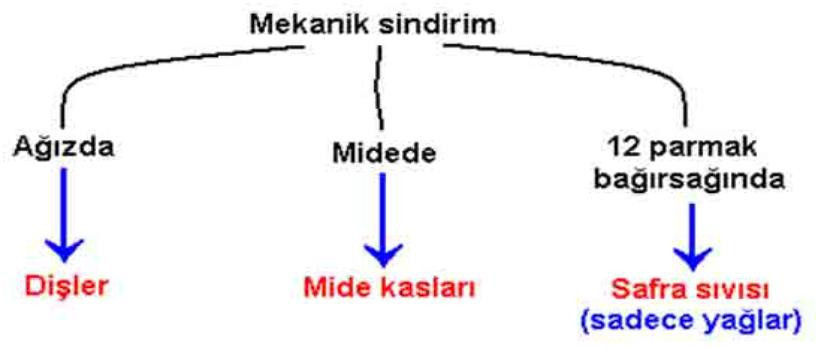 Mekanik sindirim
Ağızda
Midede
12 parmak
bağırsağında
Dişler
Mide kasları
Safra sıvısı
(sadece yağlar)